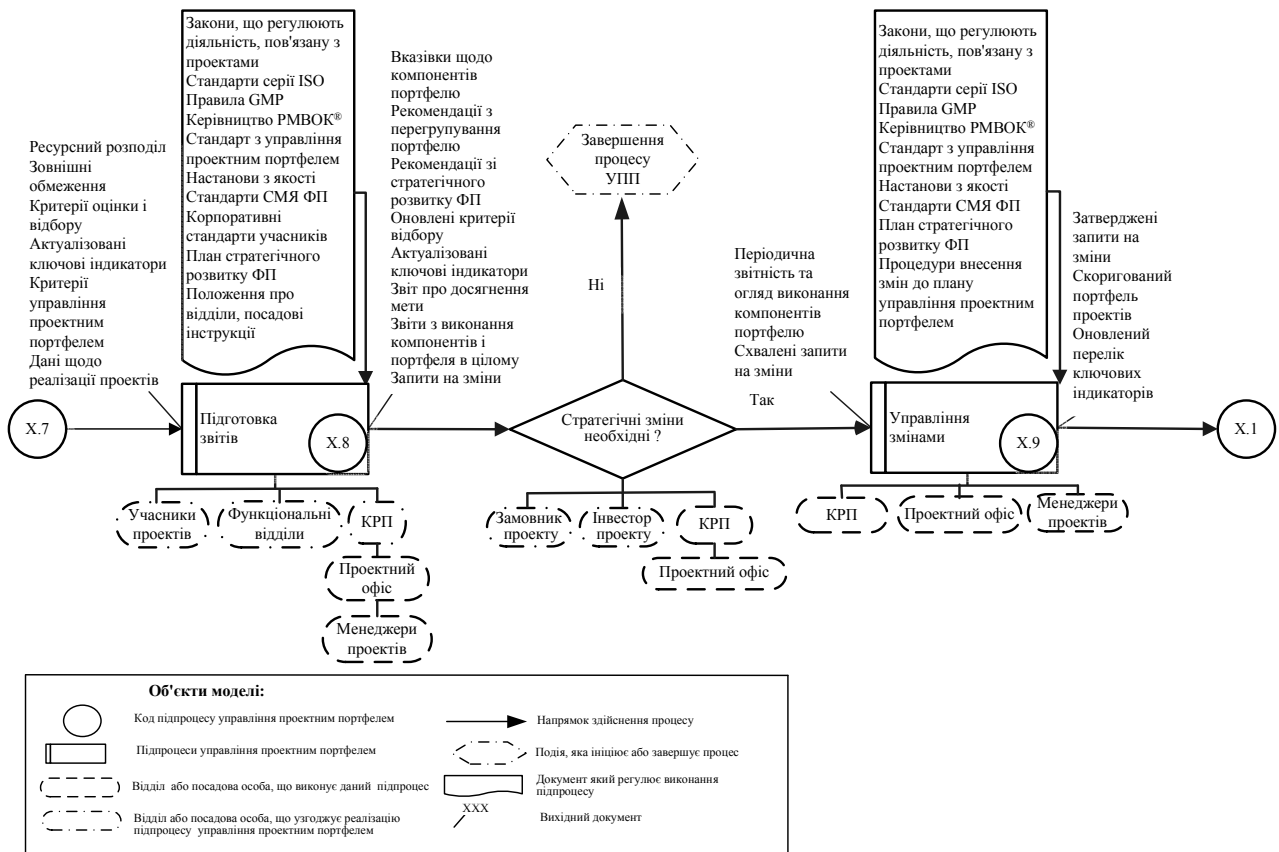 Закони, що регулюють
діяльність, пов'язану з
проектами
Стандарти серії ISO
Правила GMP
Керівництво PMBOK®
Стандарт з управління
проектним портфелем
Настанови з якості
Стандарти СМЯ ФП
Корпоративні
стандарти учасників
План стратегічного
розвитку ФП
Положення про
відділи, посадові
інструкції
Ресурсний розподіл
Зовнішні
обмеження
Критерії оцінки і
відбору
Актуалізовані
ключові індикатори
Критерії
управління
проектним
портфелем
Дані щодо
реалізації проектів
Вказівки щодо
компонентів
портфелю
Рекомендації з
перегрупування
портфелю
Рекомендації зі
стратегічного
розвитку ФП
Оновлені критерії
відбору
Актуалізовані
ключові індикатори
Звіт про досягнення
мети
Звіти з виконання
компонентів і
портфеля в цілому
Запити на зміни
Завершення
процесу
УПП
Ні
Періодична
звітність та
огляд виконання
компонентів
портфелю
Схвалені запити
на зміни
Так
Закони, що регулюють
діяльність, пов'язану з
проектами
Стандарти серії ISO
Правила GMP
Керівництво PMBOK®
Стандарт з управління
проектним портфелем
Настанови з якості
Стандарти СМЯ ФП
План стратегічного
розвитку ФП
Процедури внесення
змін до плану
управління проектним
портфелем
Затверджені
запити на
зміни
Скоригований
портфель
проектів
Оновлений
перелік
ключових
індикаторів
X.7
Підготовка
звітів
X.8
Стратегічні зміни
необхідні ?
Управління
змінами
X.9
X.1
Учасники
проектів
Функціональні
відділи
КРП
Проектний
офіс
Менеджери
проектів
Замовник
проекту
Інвестор
проекту
КРП
Проектний офіс
КРП
Проектний офіс
Менеджери
проектів
Об'єкти моделі:
Код підпроцесу управління проектним портфелем
Підпроцеси управління проектним портфелем
Відділ або посадова особа, що виконує даний підпроцес
Відділ або посадова особа, що узгоджує реалізацію
підпроцесу управління проектним портфелем
Напрямок здійснення процесу
Подія, яка ініціює або завершує процес
Документ який регулює виконання
підпроцесу
XXX
Вихідний документ